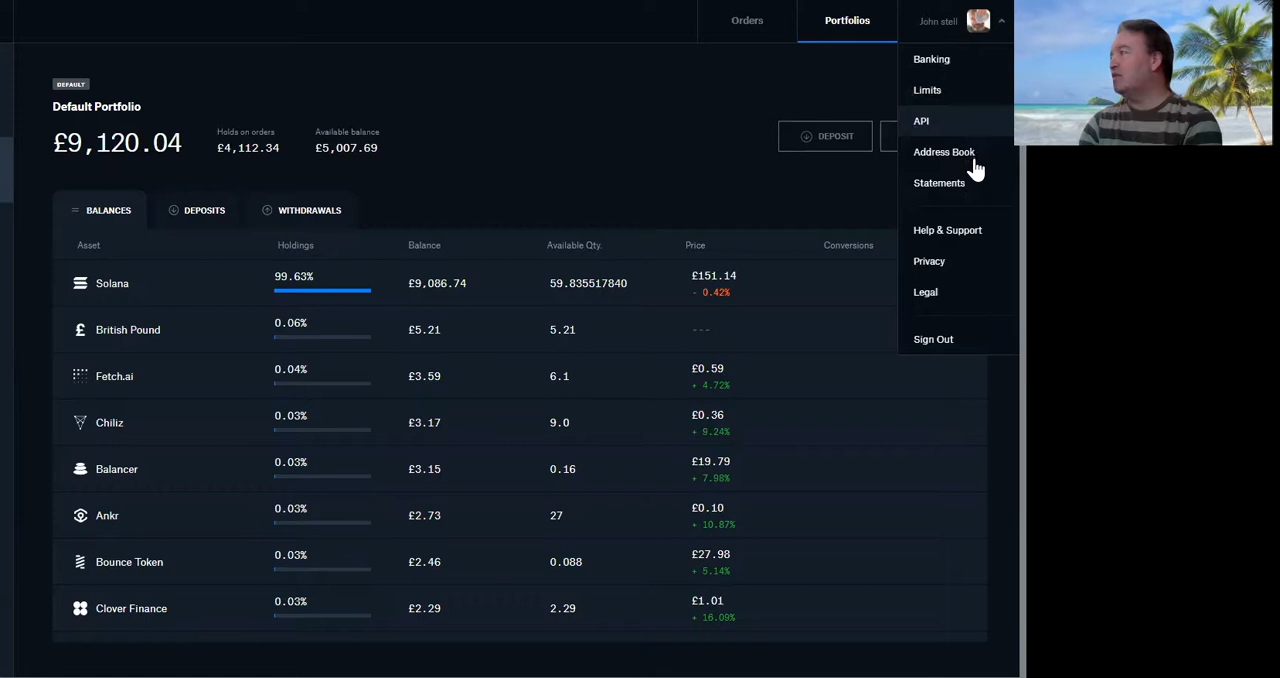 Orders
Portfolios
John stell
Banking
Limits
API
Address Book
Statements
Help & Support
Privacy
Legal
Sign Out
DEFAULT
Default Portfolio
£9,120.04
Holds on orders
£4,112.34
Available balance
£5,007.69
DEPOSIT
BALANCES
DEPOSITS
WITHDRAWALS
Asset Holdings Balance Available Qty. Price Conversions
Solana 99.63% £9,086.74 59.835517840 £151.14
- 0.42%
British Pound 0.06% £5.21 5.21 ---
Fetch.ai 0.04% £3.59 6.1 £0.59
+ 4.72%
Chiliz 0.03% £3.17 9.0 £0.36
+ 9.24%
Balancer 0.03% £3.15 0.16 £19.79
+ 7.98%
Ankr 0.03% £2.73 27 £0.10
+ 10.87%
Bounce Token 0.03% £2.46 0.088 £27.98
+ 5.14%
Clover Finance 0.03% £2.29 2.29 £1.01
+ 16.09%